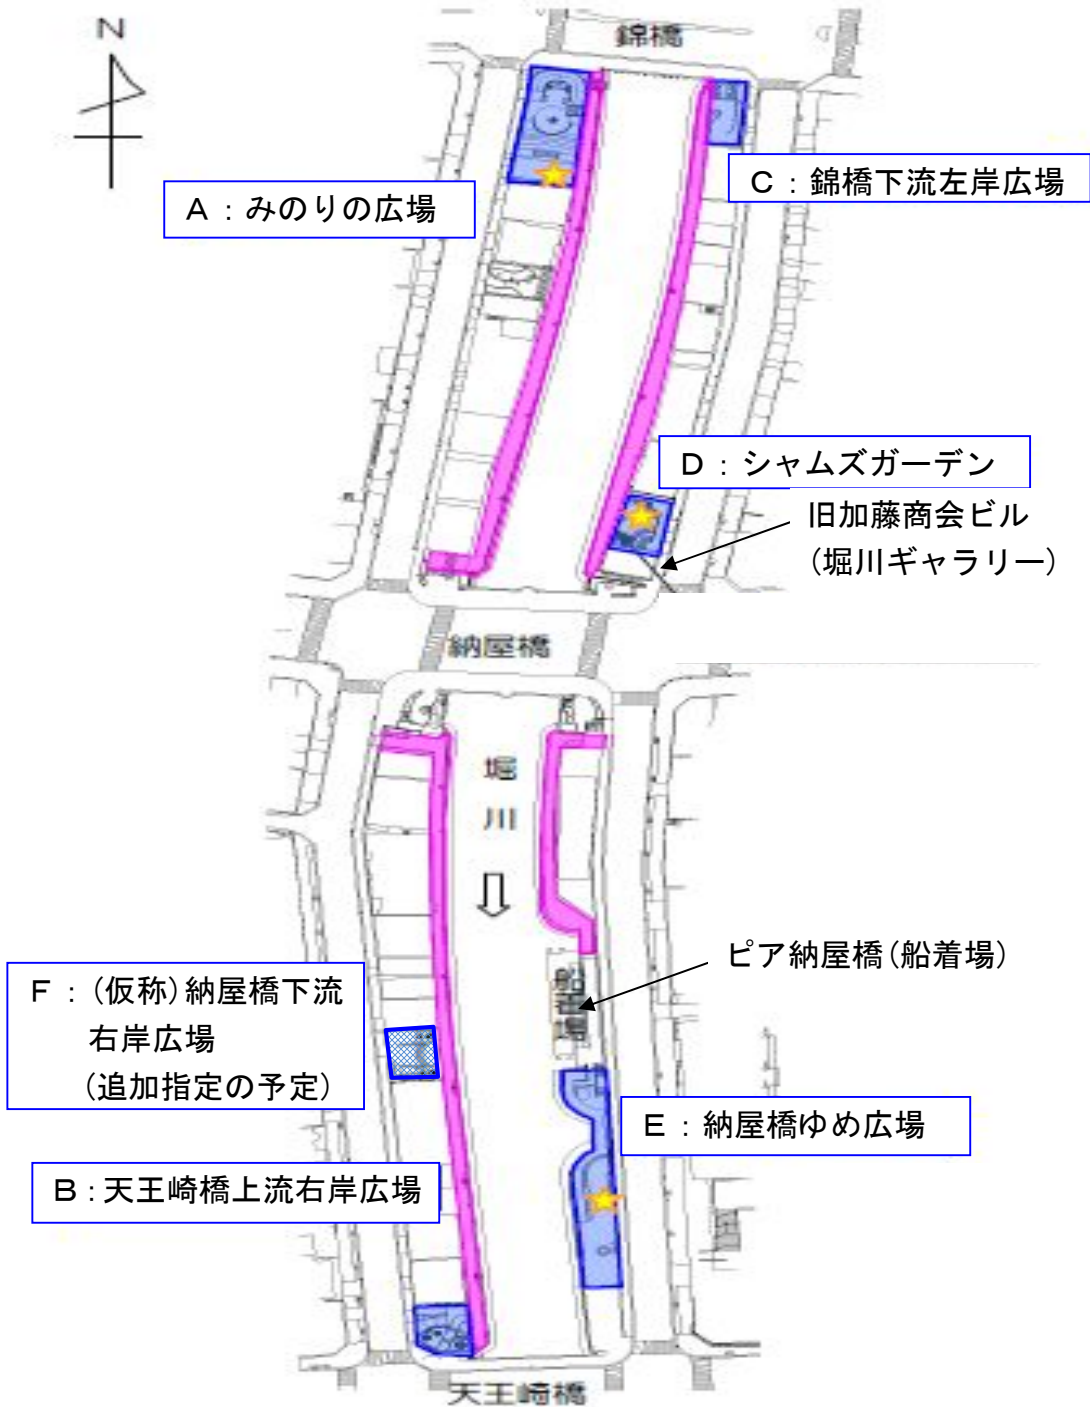 N
錦橋
C：錦橋下流左岸広場
A：みのりの広場
D：シャムズガーデン
旧加藤商会ビル
（堀川ギャラリー）
納屋橋
堀
川
ピア納屋橋（船着場）
F：（仮称）納屋橋下流
右岸広場
（追加指定の予定）
E：納屋橋ゆめ広場
B：天王崎橋上流右岸広場
天王崎橋